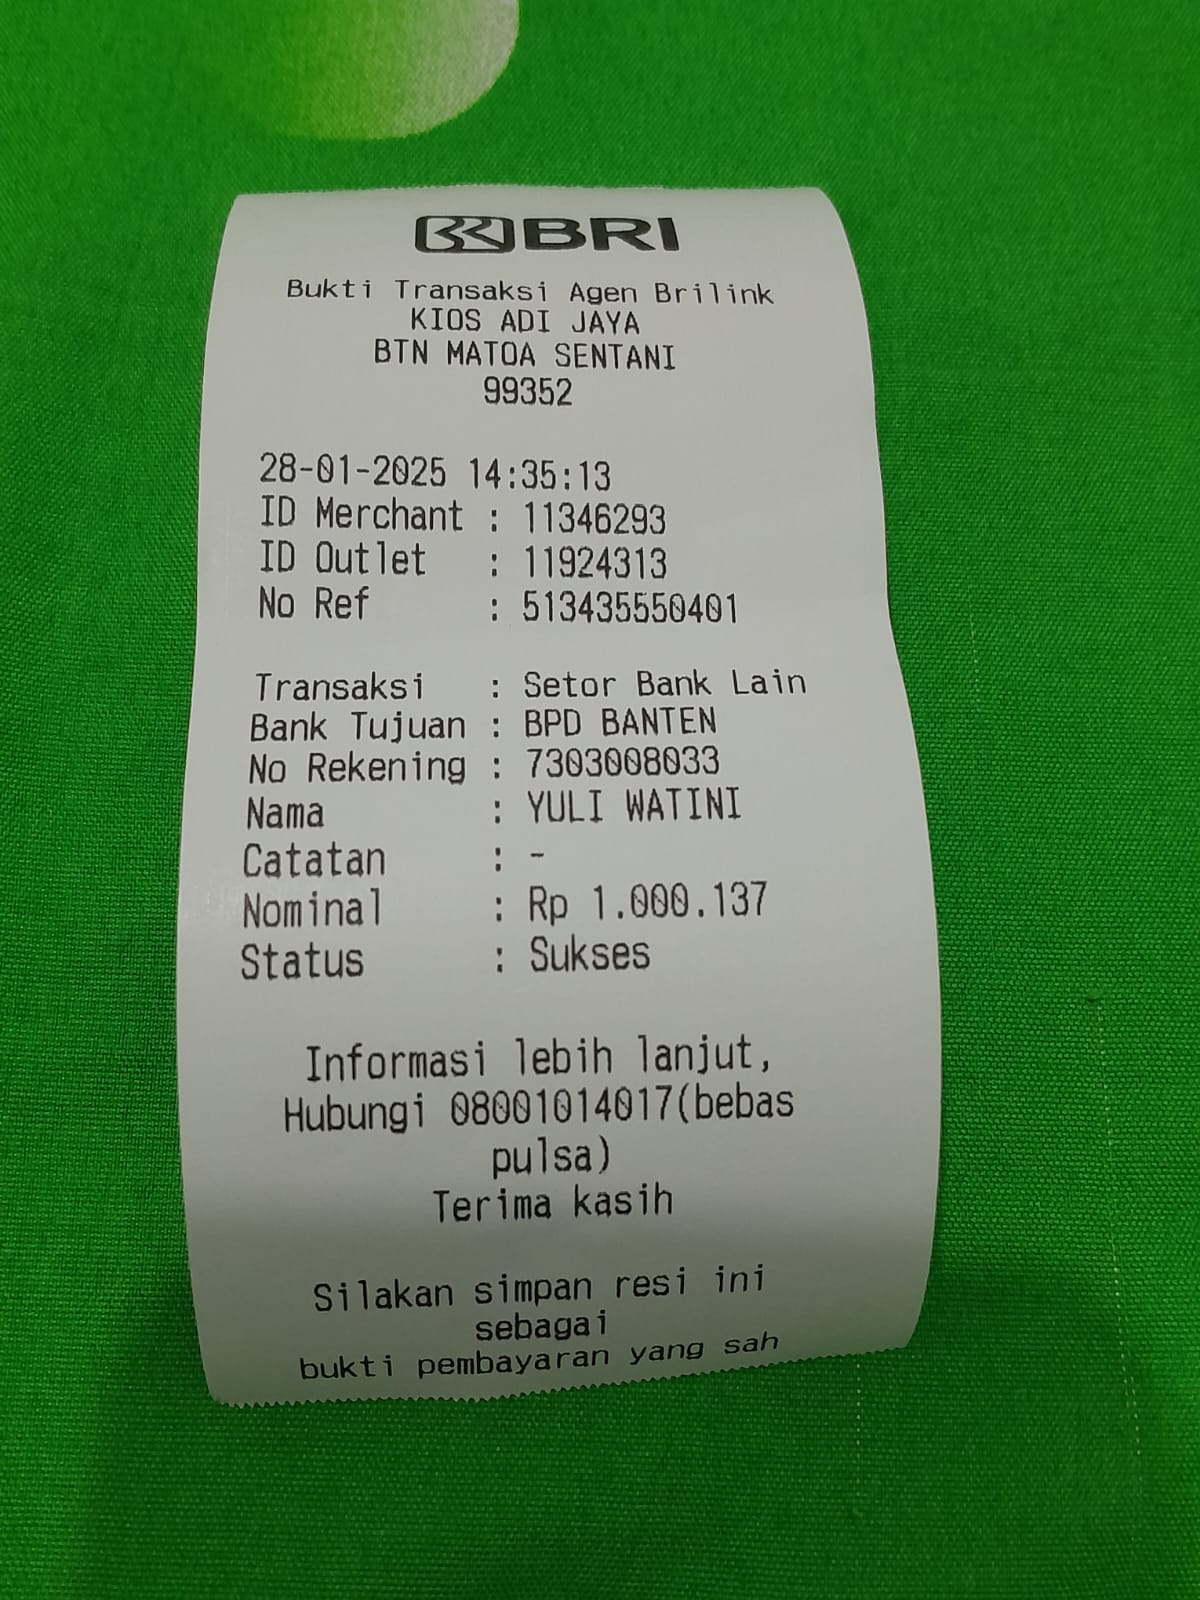 BRI
Bukti Transaksi Agen Brilink
KIOS ADI JAYA
BTN MATOA SENTANI
99352
28-01-2025 14:35:13
ID Merchant : 11346293
ID Outlet : 11924313
No Ref : 513435550401
Transaksi : Setor Bank Lain
Bank Tujuan : BPD BANTEN
No Rekening : 7303008033
Nama : YULI WATINI
Catatan : -
Nominal : Rp 1.000.137
Status : Sukses
Informasi lebih lanjut,
Hubungi 08001014017(bebas
pulsa)
Terima kasih
Silakan simpan resi ini
sebagai
bukti pembayaran yang sah